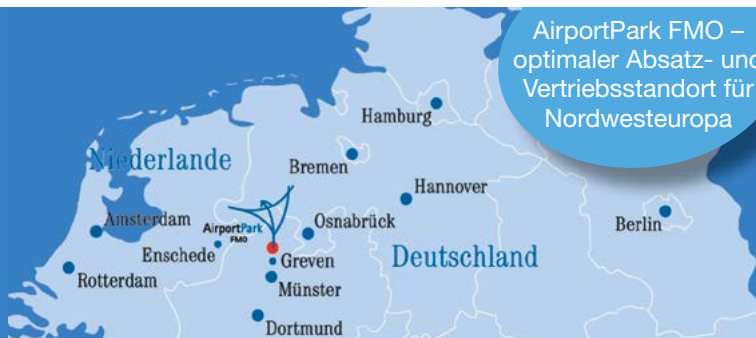 AirportPark FMO –
optimaler Absatz- und
Vertriebsstandort für
Nordwesteuropa
Hamburg
Niederlande
Bremen
Hannover
Amsterdam
AirportPark
FMO
Osnabrück
Berlin
Enschede
Greven
Deutschland
Rotterdam
Münster
Dortmund